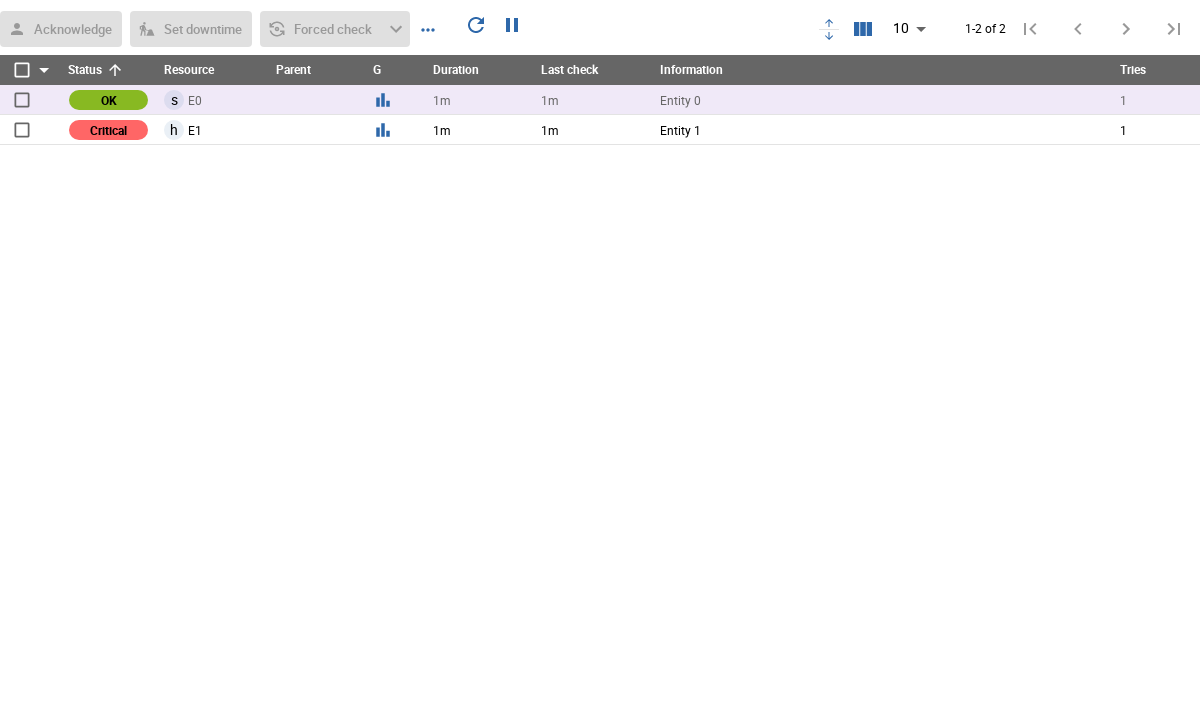 Acknowledge Set downtime Forced check 10 1-2 of 2
Status Resource Parent G Duration Last check Information Tries
OK s E0 1m 1m Entity 0 1
Critical h E1 1m 1m Entity 1 1